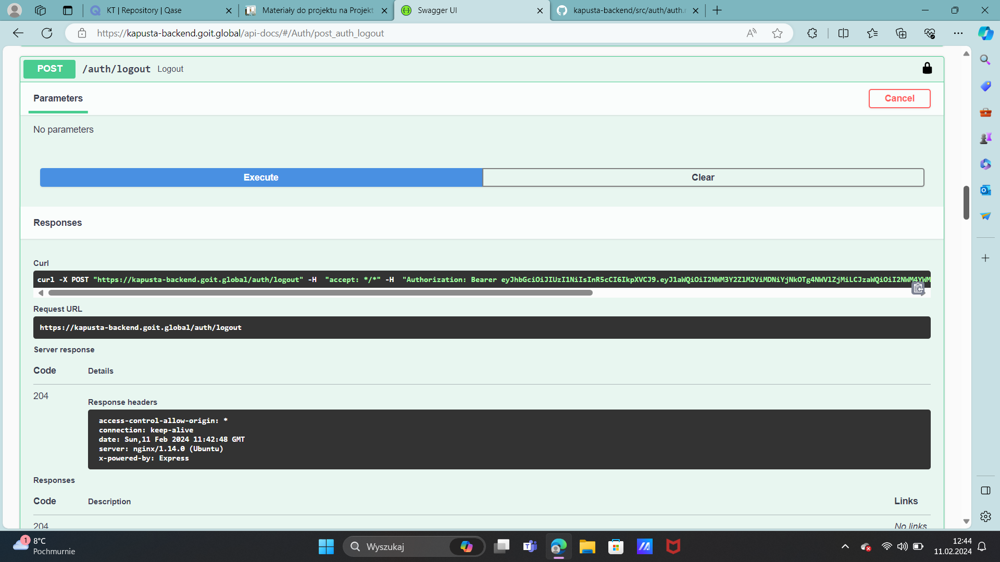 KT | Repository | Qase
Materiały do projektu na Projekt
Swagger UI
kapusta-backend/src/auth/auth.r
https://kapusta-backend.goit.global/api-docs/#/Auth/post_auth_logout
POST /auth/logout Logout
Parameters
Cancel
No parameters
Execute
Clear
Responses
Curl
curl -X POST "https://kapusta-backend.goit.global/auth/logout" -H "accept: */*" -H "Authorization: Bearer eyJhbGciOiJIUzI1NiIsInR5cCI6IkpXVCJ9.eyJ1aWQiOiI2NWM3Y2ZlM2ViMDNiYjNkOTg4NWVlZjMiLCJzaWQiOiI2NWM4YWM
Request URL
https://kapusta-backend.goit.global/auth/logout
Server response
Code Details
204
Response headers
access-control-allow-origin: *
connection: keep-alive
date: Sun,11 Feb 2024 11:42:48 GMT
server: nginx/1.14.0 (Ubuntu)
x-powered-by: Express
Responses
Code Description Links
204 No links
1
8°C
Pochmurnie
Wyszukaj
12:44
11.02.2024